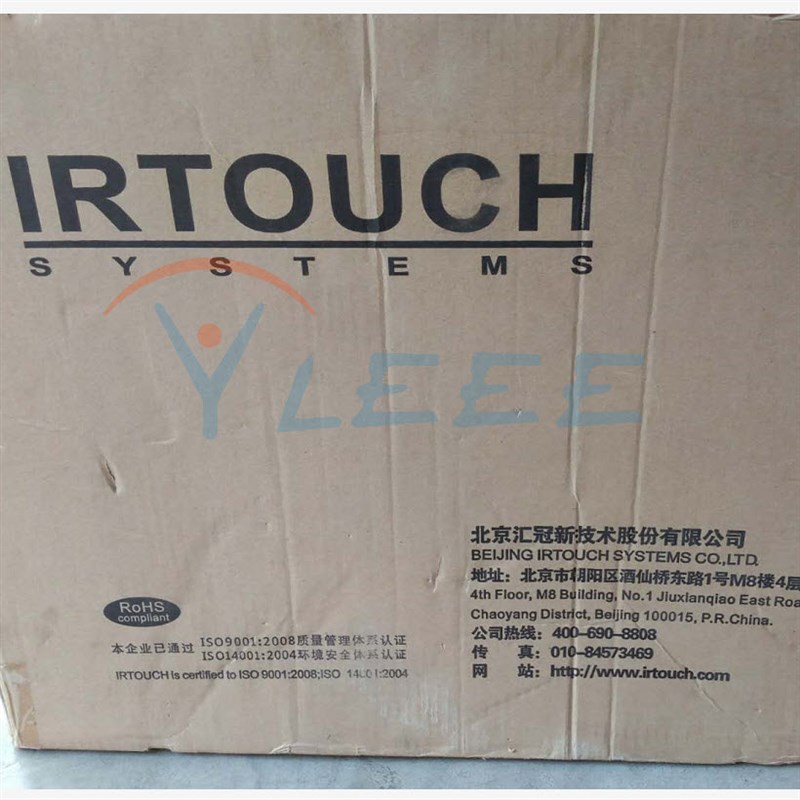 IRTOUCH
SYSTEMS
YLEEE
北京汇冠新技术股份有限公司
BEIJING IRTOUCH SYSTEMS CO.,LTD.
地址：北京市朝阳区酒仙桥东路1号M8楼4层
4th Floor, M8 Building, No.1 Jiuxianqiao East Roa
Chaoyang District, Beijing 100015, P.R.China.
公司热线：400-690-8808
传 真：010-84573469
网 站：http://www.irtouch.com
RoHS
compliant
本企业已通过 ISO9001:2008质量管理体系认证
ISO14001:2004环境安全体系认证
IRTOUCH is certified to ISO 9001:2008;ISO 14001:2004